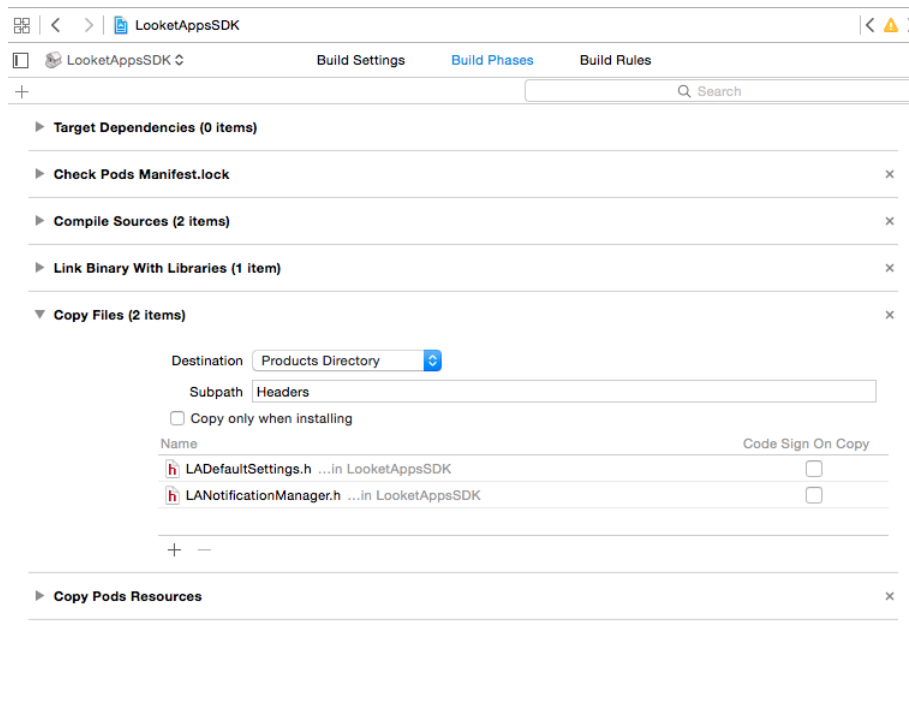 LooketAppsSDK
LooketAppsSDK Build Settings Build Phases Build Rules
Search
Target Dependencies (0 items)
Check Pods Manifest.lock
Compile Sources (2 items)
Link Binary With Libraries (1 item)
Copy Files (2 items)
Destination Products Directory
Subpath Headers
Copy only when installing
Name Code Sign On Copy
h LADefaultSettings.h ...in LooketAppsSDK
h LANotificationManager.h ...in LooketAppsSDK
Copy Pods Resources